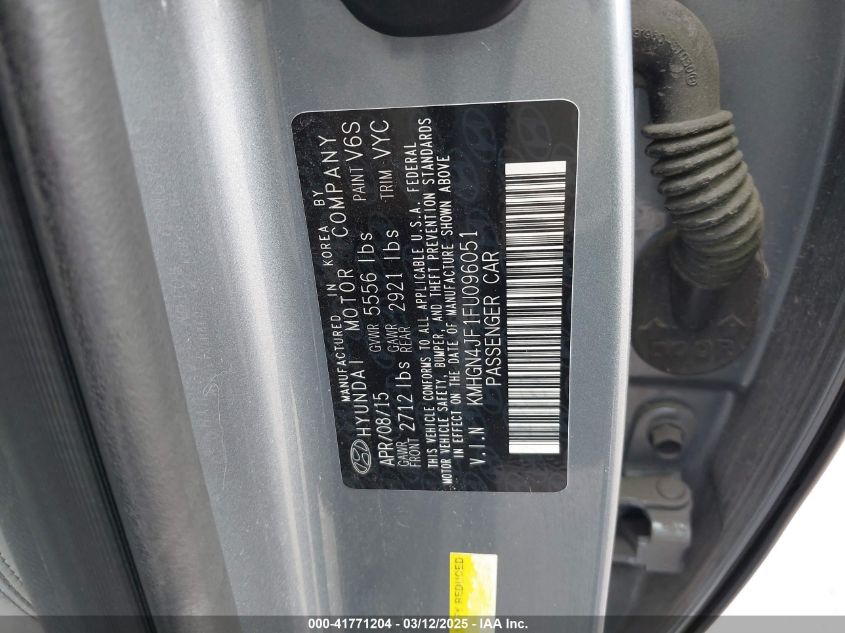 MANUFACTURED IN KOREA BY
HYUNDAI MOTOR COMPANY
APR/08/15 GVWR 5556 lbs PAINT V6S
GAWR FRONT 2712 lbs GAWR REAR 2921 lbs TRIM VYC
THIS VEHICLE CONFORMS TO ALL APPLICABLE U.S.A. FEDERAL
MOTOR VEHICLE SAFETY, BUMPER, AND THEFT PREVENTION STANDARDS
IN EFFECT ON THE DATE OF MANUFACTURE SHOWN ABOVE
V.I.N KMHGN4JF1FU096051
PASSENGER CAR
REDUCED
000-41771204 - 03/12/2025 - IAA, Inc.